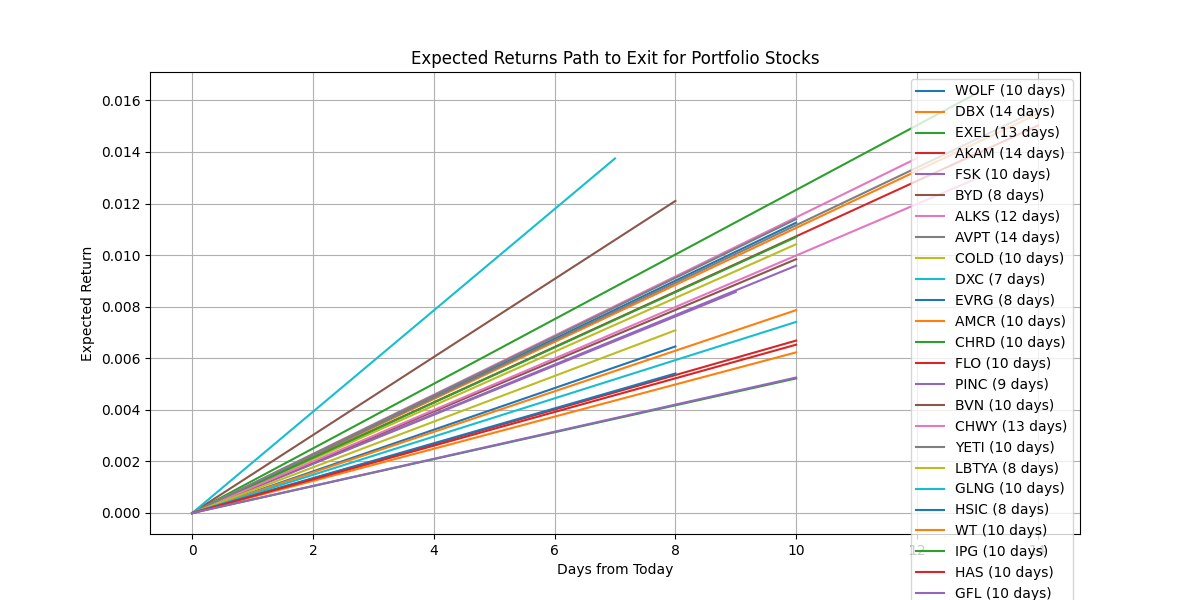 Expected Returns Path to Exit for Portfolio Stocks
Expected Return
0.016
0.014
0.012
0.010
0.008
0.006
0.004
0.002
0.000
0
2
4
6
8
10
12
Days from Today
WOLF (10 days)
DBX (14 days)
EXEL (13 days)
AKAM (14 days)
FSK (10 days)
BYD (8 days)
ALKS (12 days)
AVPT (14 days)
COLD (10 days)
DXC (7 days)
EVRG (8 days)
AMCR (10 days)
CHRD (10 days)
FLO (10 days)
PINC (9 days)
BVN (10 days)
CHWY (13 days)
YETI (10 days)
LBTYA (8 days)
GLNG (10 days)
HSIC (8 days)
WT (10 days)
IPG (10 days)
HAS (10 days)
GFL (10 days)